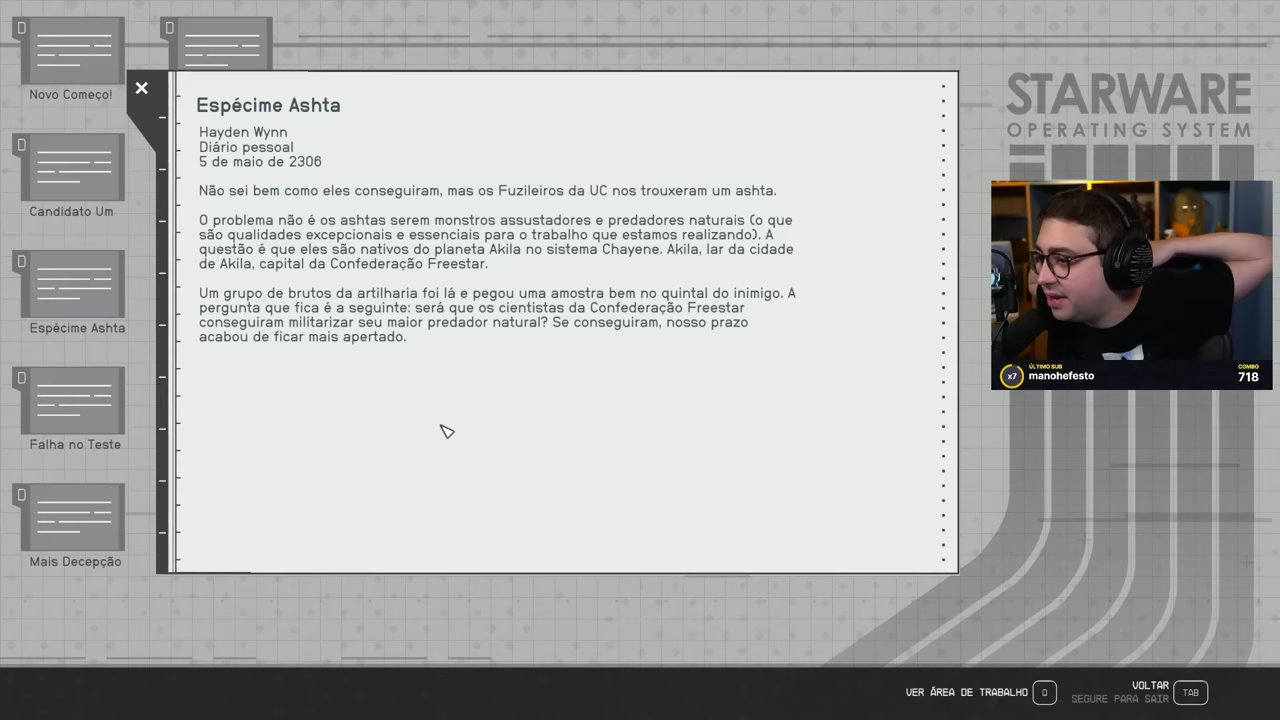 Novo Começo!
Candidato Um
Espécime Ashta
Falha no Teste
Mais Decepção
Espécime Ashta
Hayden Wynn
Diário pessoal
5 de maio de 2306
Não sei bem como eles conseguiram, mas os Fuzileiros da UC nos trouxeram um ashta.
O problema não é os ashtas serem monstros assustadores e predadores naturais (o que
são qualidades excepcionais e essenciais para o trabalho que estamos realizando). A
questão é que eles são nativos do planeta Akila no sistema Chayene. Akila, lar da cidade
de Akila, capital da Confederação Freestar.
Um grupo de brutos da artilharia foi lá e pegou uma amostra bem no quintal do inimigo. A
pergunta que fica é a seguinte: será que os cientistas da Confederação Freestar
conseguiram militarizar seu maior predador natural? Se conseguiram, nosso prazo
acabou de ficar mais apertado.
STARWARE
OPERATING SYSTEM
x7
ÚLTIMO SUB
manohefesto
COMBO
718
VER ÁREA DE TRABALHO Q
VOLTAR
SEGURE PARA SAIR TAB